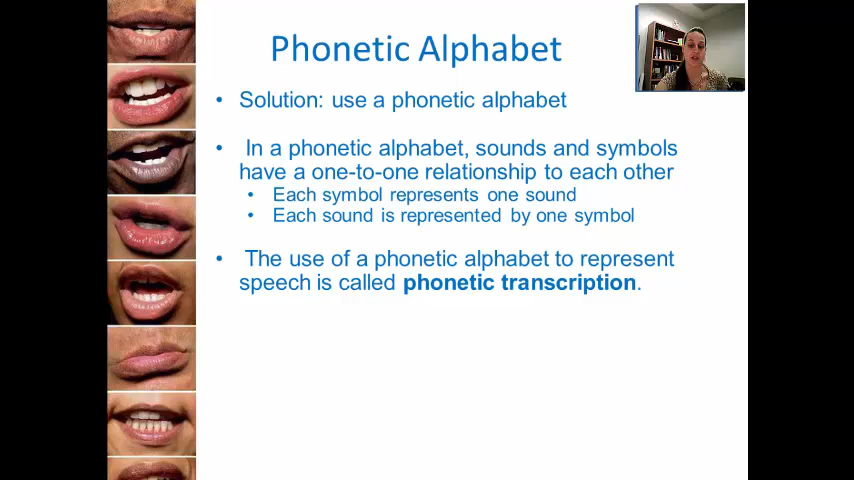 Phonetic Alphabet
• Solution: use a phonetic alphabet
• In a phonetic alphabet, sounds and symbols
have a one-to-one relationship to each other
• Each symbol represents one sound
• Each sound is represented by one symbol
• The use of a phonetic alphabet to represent
speech is called phonetic transcription.